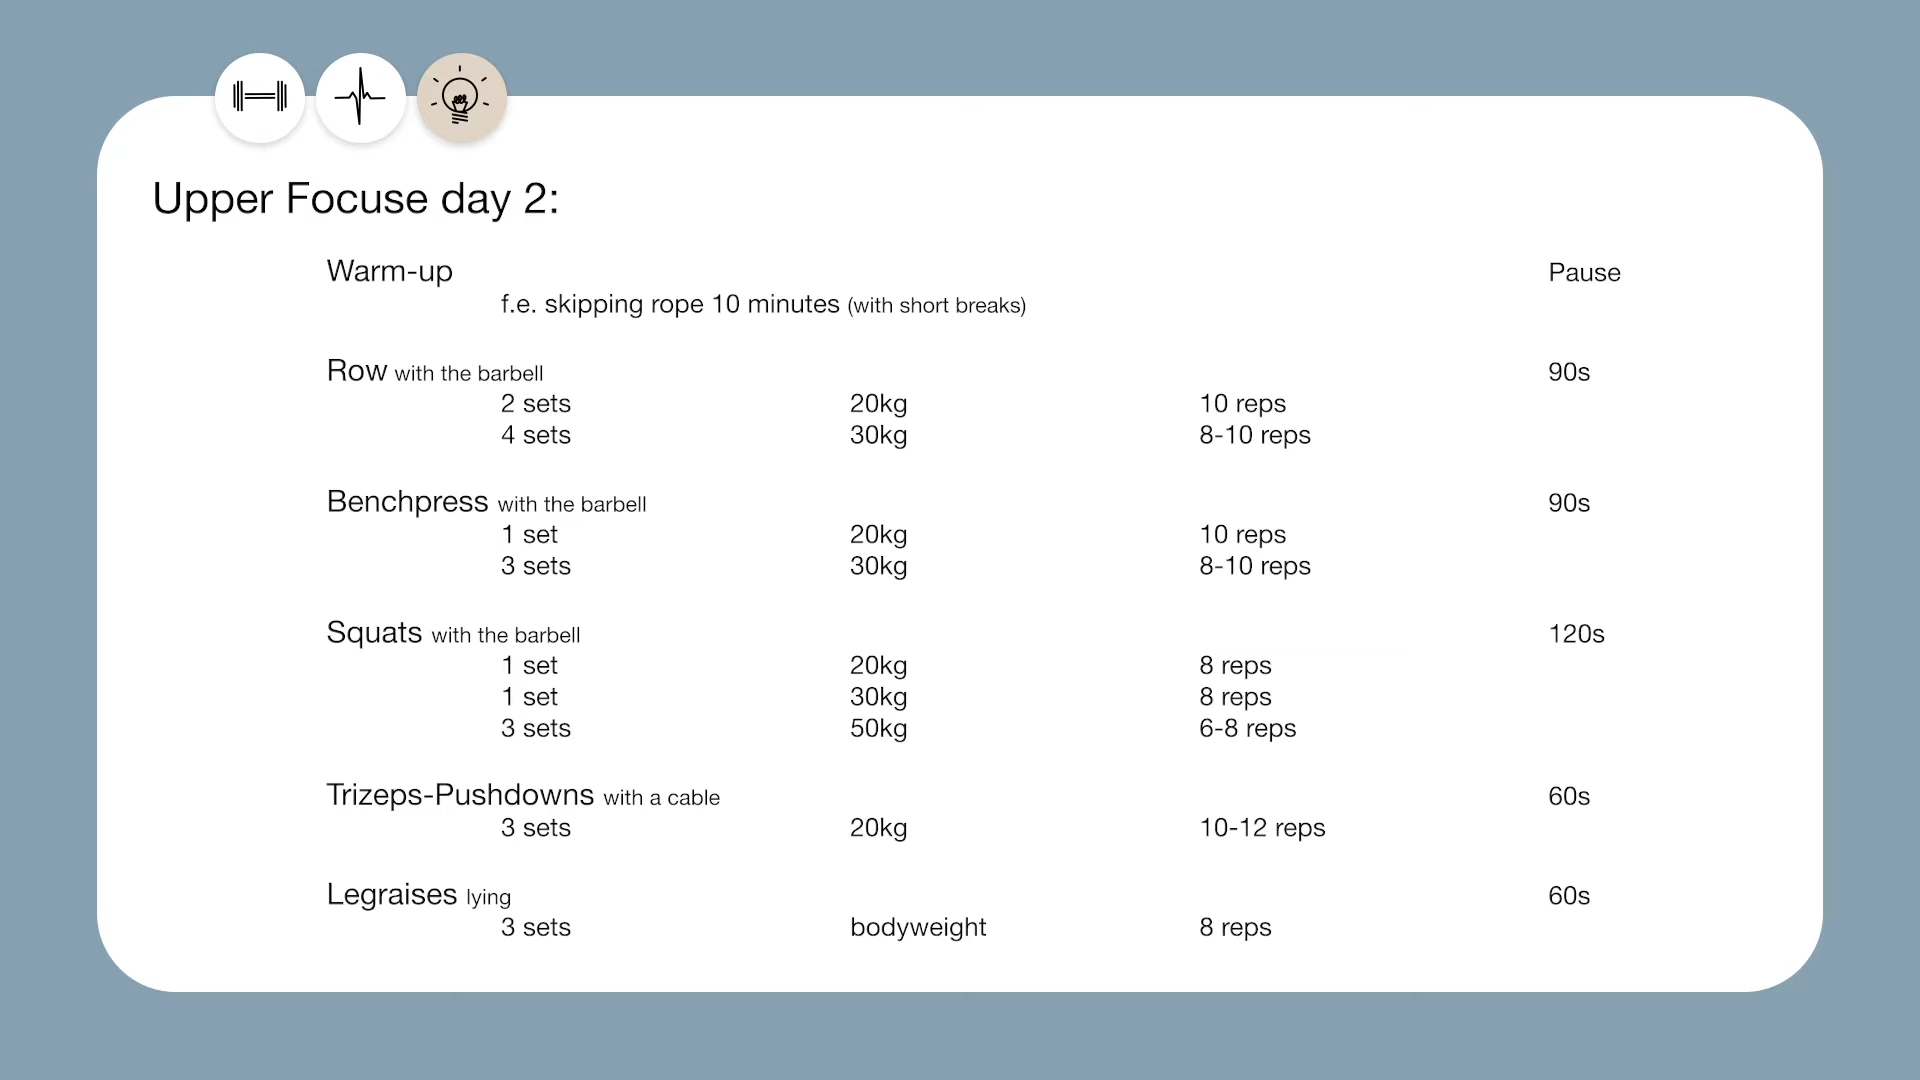 Upper Focuse day 2:
Warm-up Pause
f.e. skipping rope 10 minutes (with short breaks)
Row with the barbell 90s
2 sets 20kg 10 reps
4 sets 30kg 8-10 reps
Benchpress with the barbell 90s
1 set 20kg 10 reps
3 sets 30kg 8-10 reps
Squats with the barbell 120s
1 set 20kg 8 reps
1 set 30kg 8 reps
3 sets 50kg 6-8 reps
Trizeps-Pushdowns with a cable 60s
3 sets 20kg 10-12 reps
Legraises lying 60s
3 sets bodyweight 8 reps